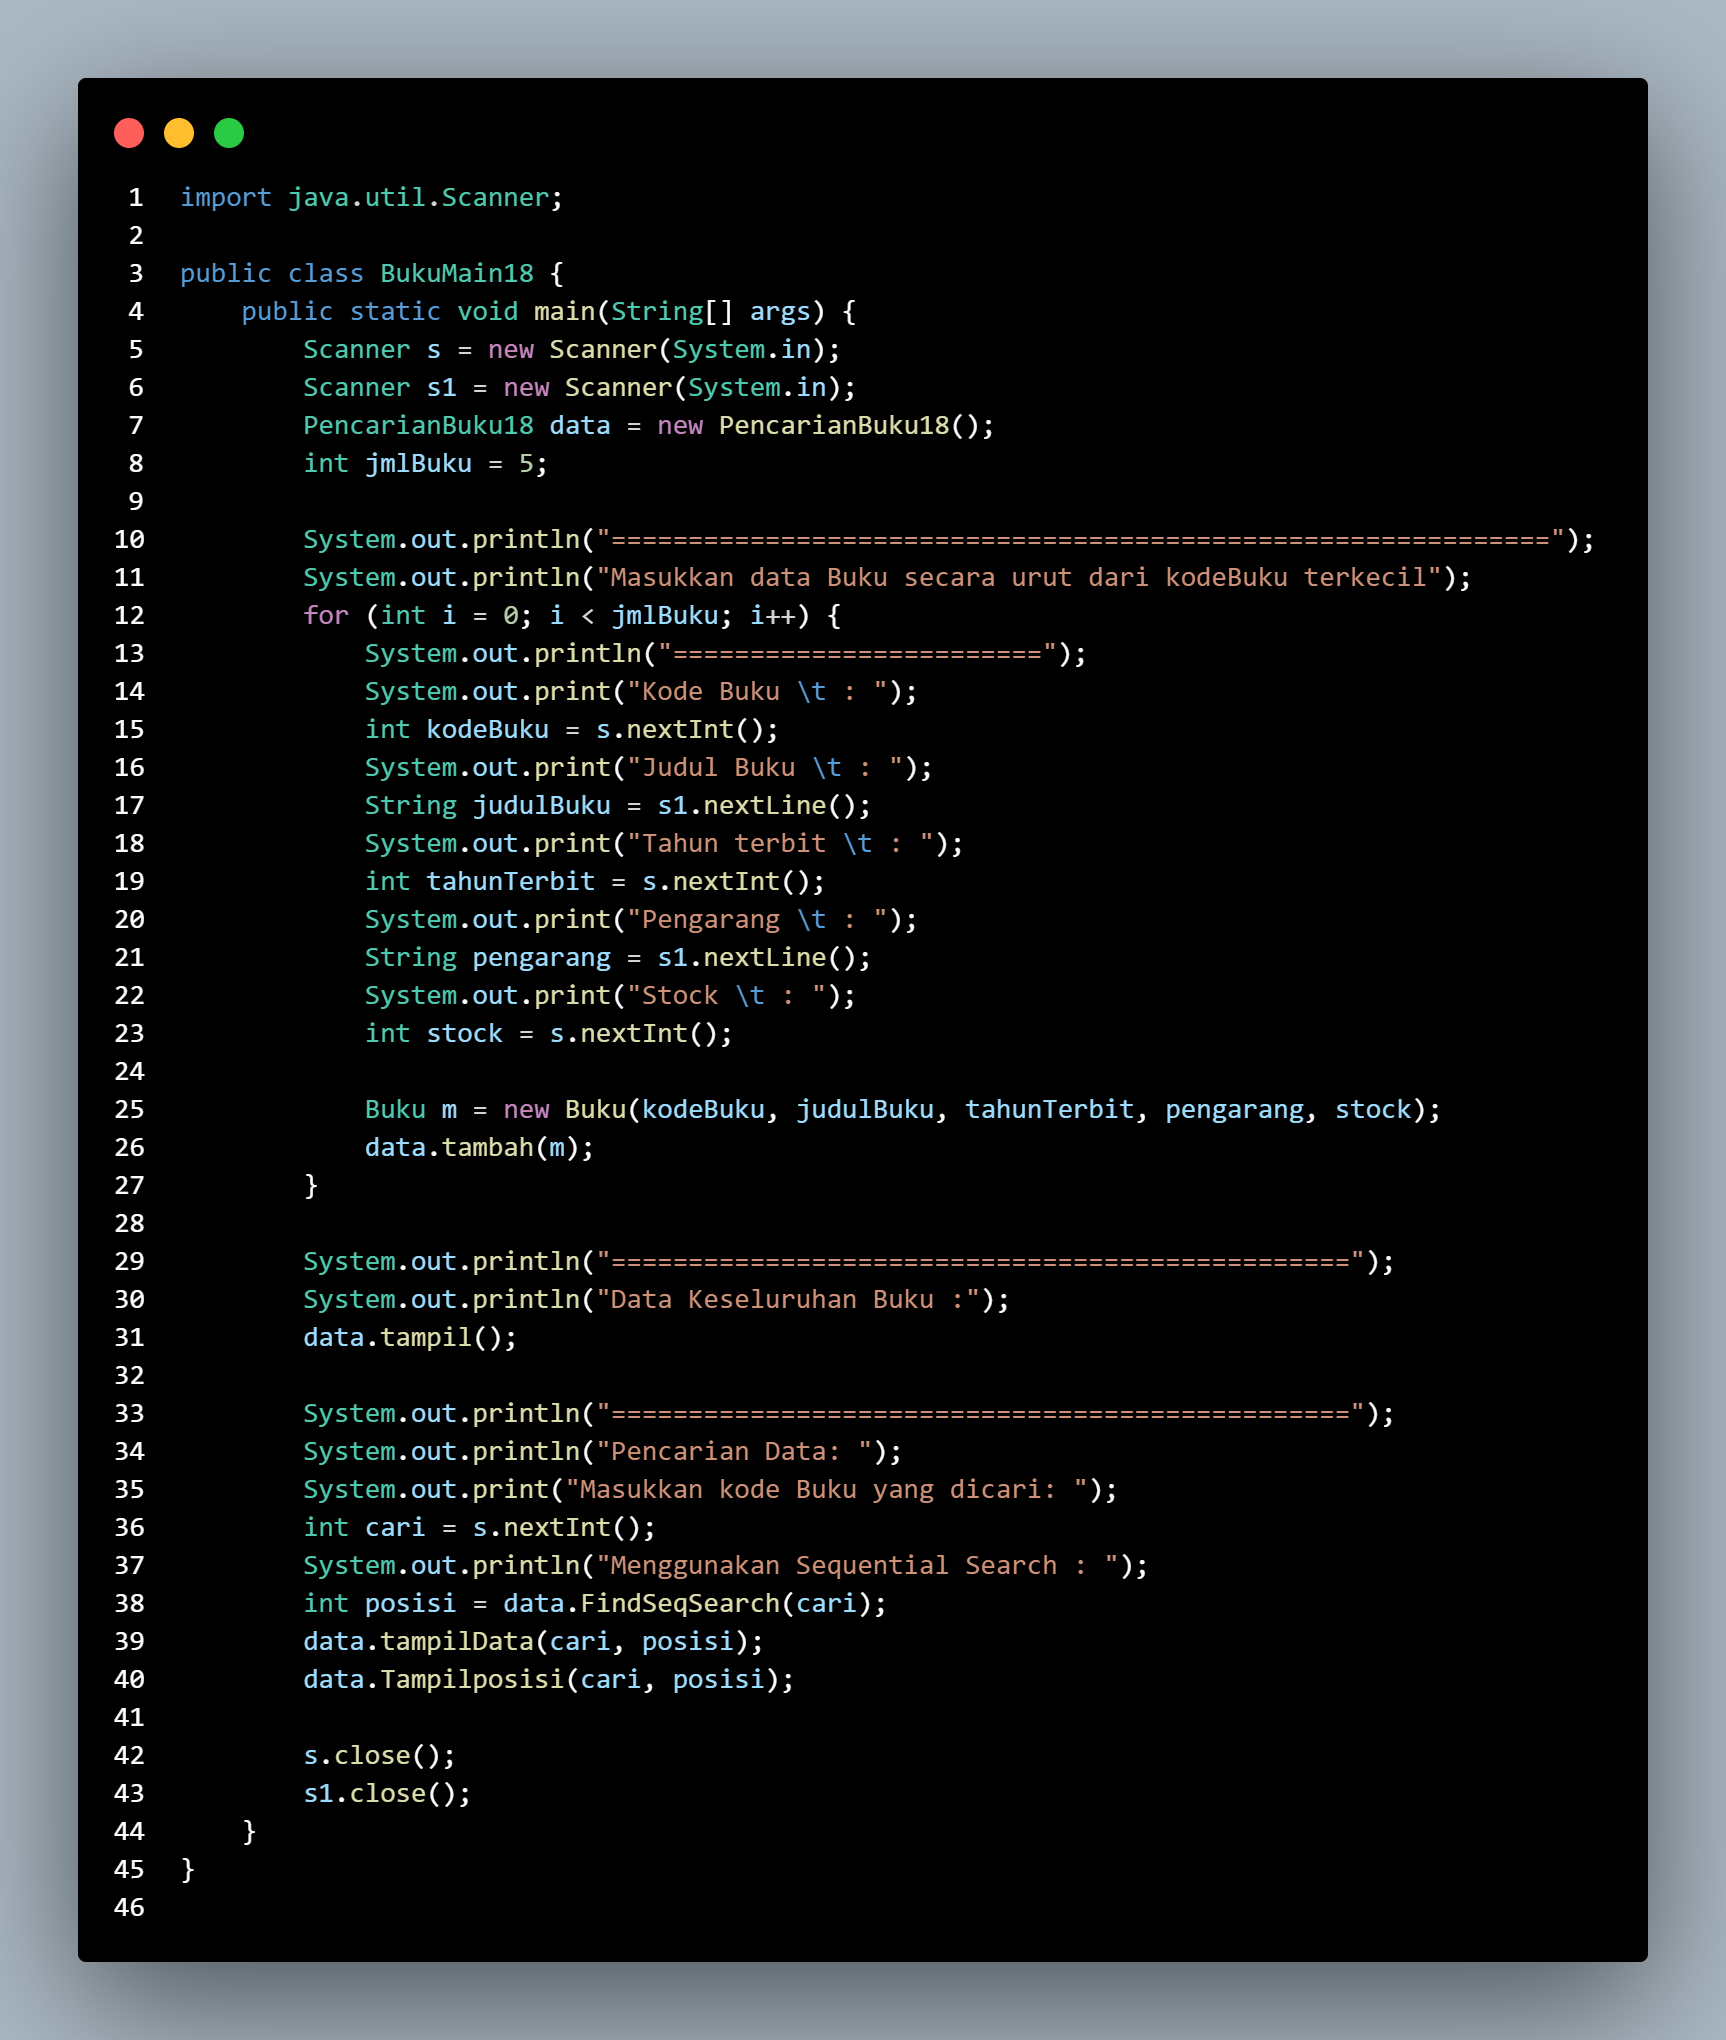 1 import java.util.Scanner;
2
3 public class BukuMain18 {
4     public static void main(String[] args) {
5         Scanner s = new Scanner(System.in);
6         Scanner s1 = new Scanner(System.in);
7         PencarianBuku18 data = new PencarianBuku18();
8         int jmlBuku = 5;
9
10         System.out.println("=============================================================");
11         System.out.println("Masukkan data Buku secara urut dari kodeBuku terkecil");
12         for (int i = 0; i < jmlBuku; i++) {
13             System.out.println("========================");
14             System.out.print("Kode Buku \t : ");
15             int kodeBuku = s.nextInt();
16             System.out.print("Judul Buku \t : ");
17             String judulBuku = s1.nextLine();
18             System.out.print("Tahun terbit \t : ");
19             int tahunTerbit = s.nextInt();
20             System.out.print("Pengarang \t : ");
21             String pengarang = s1.nextLine();
22             System.out.print("Stock \t : ");
23             int stock = s.nextInt();
24
25             Buku m = new Buku(kodeBuku, judulBuku, tahunTerbit, pengarang, stock);
26             data.tambah(m);
27         }
28
29         System.out.println("================================================");
30         System.out.println("Data Keseluruhan Buku :");
31         data.tampil();
32
33         System.out.println("================================================");
34         System.out.println("Pencarian Data: ");
35         System.out.print("Masukkan kode Buku yang dicari: ");
36         int cari = s.nextInt();
37         System.out.println("Menggunakan Sequential Search : ");
38         int posisi = data.FindSeqSearch(cari);
39         data.tampilData(cari, posisi);
40         data.Tampilposisi(cari, posisi);
41
42         s.close();
43         s1.close();
44     }
45 }
46